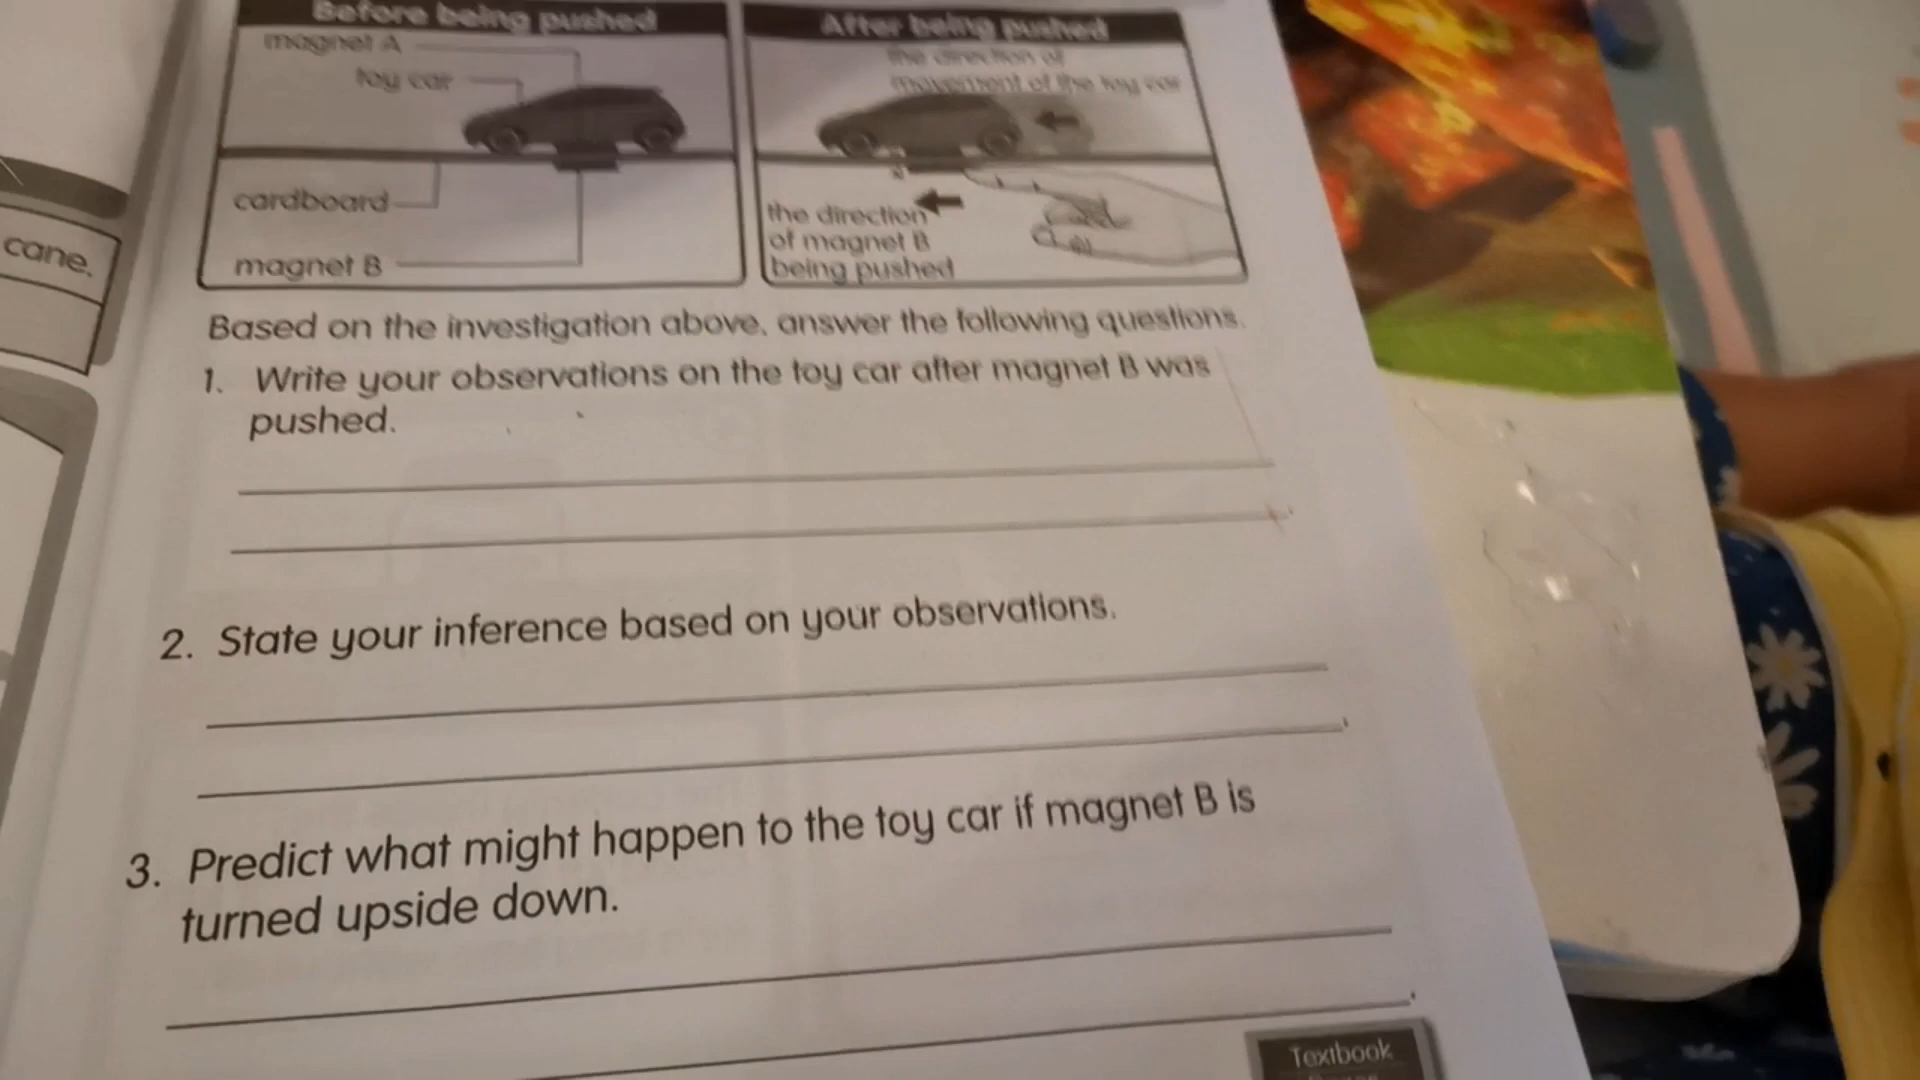 Before being pushed
magnet A
toy car
cardboard
magnet B
After being pushed
the direction of
movement of the toy car
the direction
of magnet B
being pushed
cane.
Based on the investigation above, answer the following questions.
1. Write your observations on the toy car after magnet B was
pushed.
2. State your inference based on your observations.
3. Predict what might happen to the toy car if magnet B is
turned upside down.
Textbook